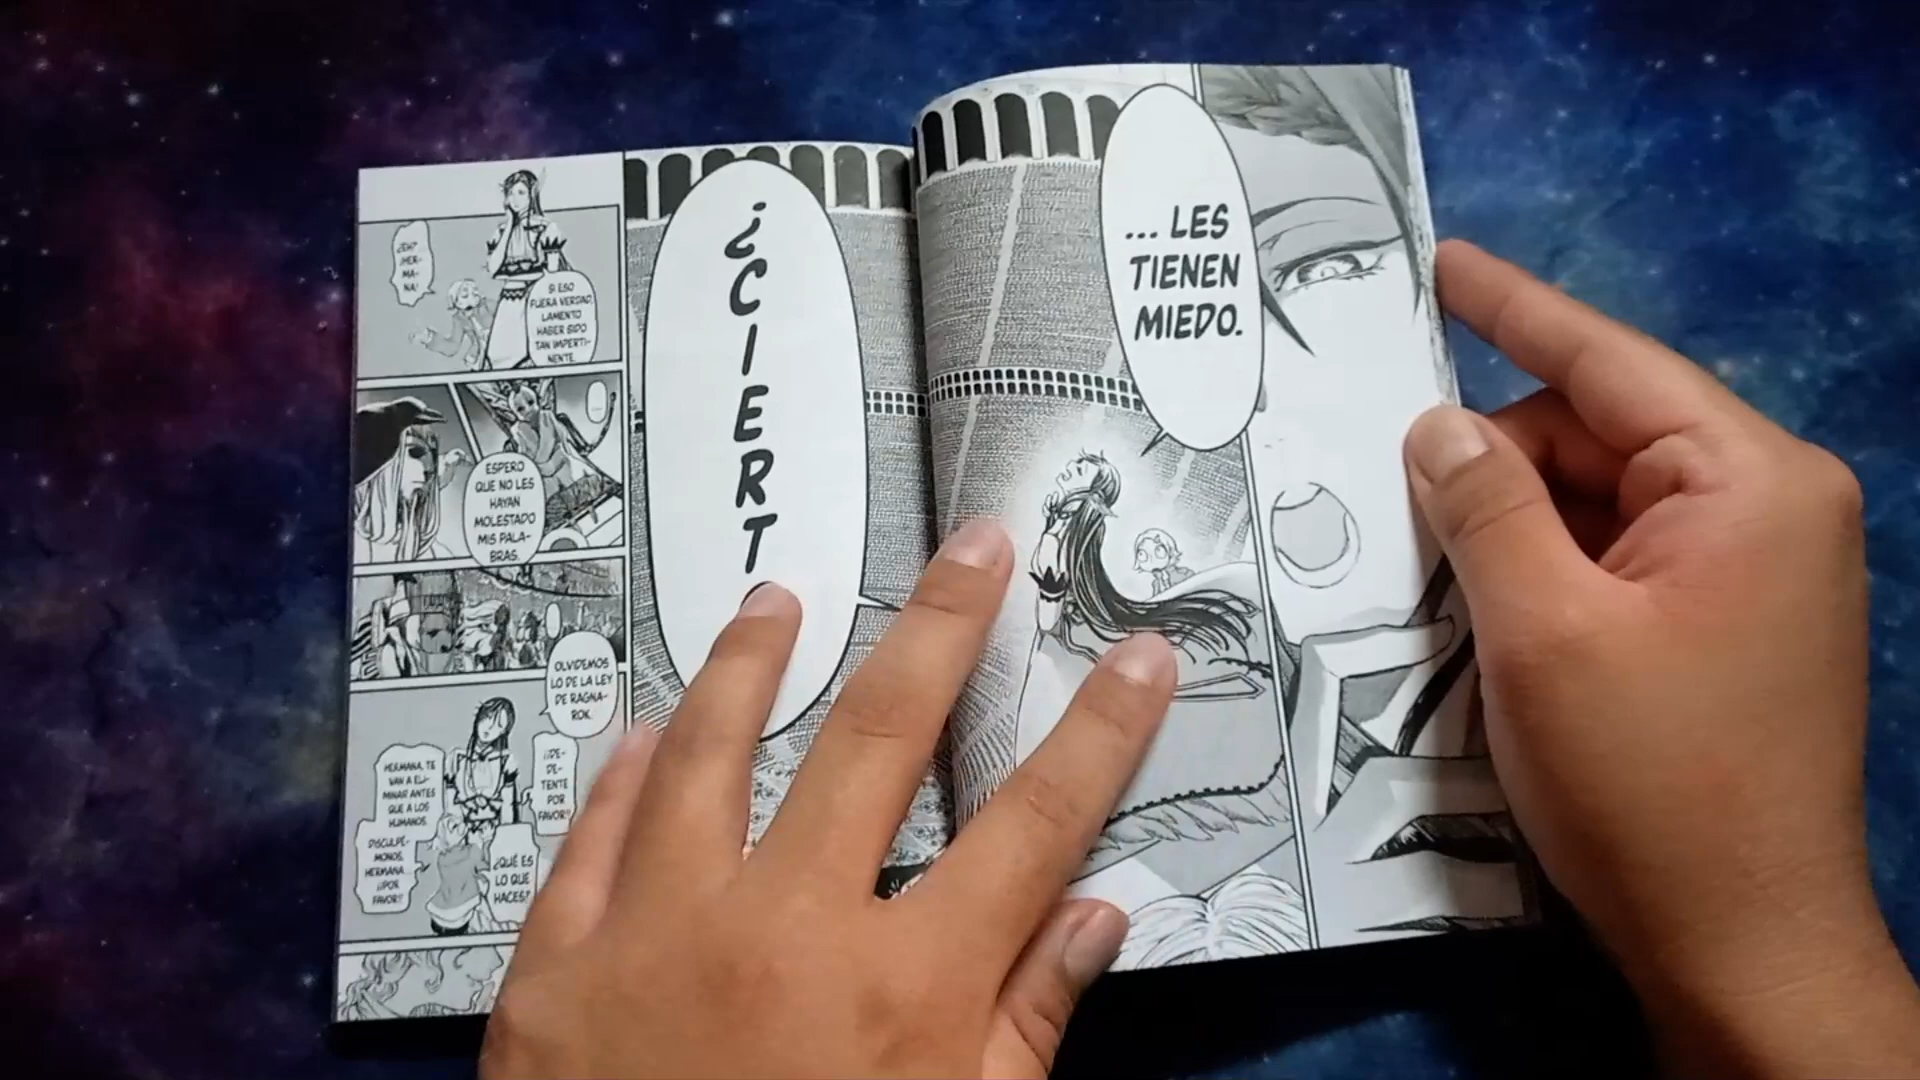 ¿EH?
¡HER-
MA-
NA!
SI ESO
FUERA VERDAD,
LAMENTO
HABER SIDO
TAN IMPERTI-
NENTE.
ESPERO
QUE NO LES
HAYAN
MOLESTADO
MIS PALA-
BRAS.
OLVIDEMOS
LO DE LA LEY
DE RAGNA-
ROK.
¡¡DE-
DE-
TENTE
POR
FAVOR!!
HERMANA, TE
VAN A ELI-
MINAR ANTES
QUE A LOS
HUMANOS.
DISCULPÉ-
MONOS,
HERMANA...
¡¡POR
FAVOR!!
¿QUÉ ES
LO QUE
HACES?
¿CIERT
... LES
TIENEN
MIEDO.